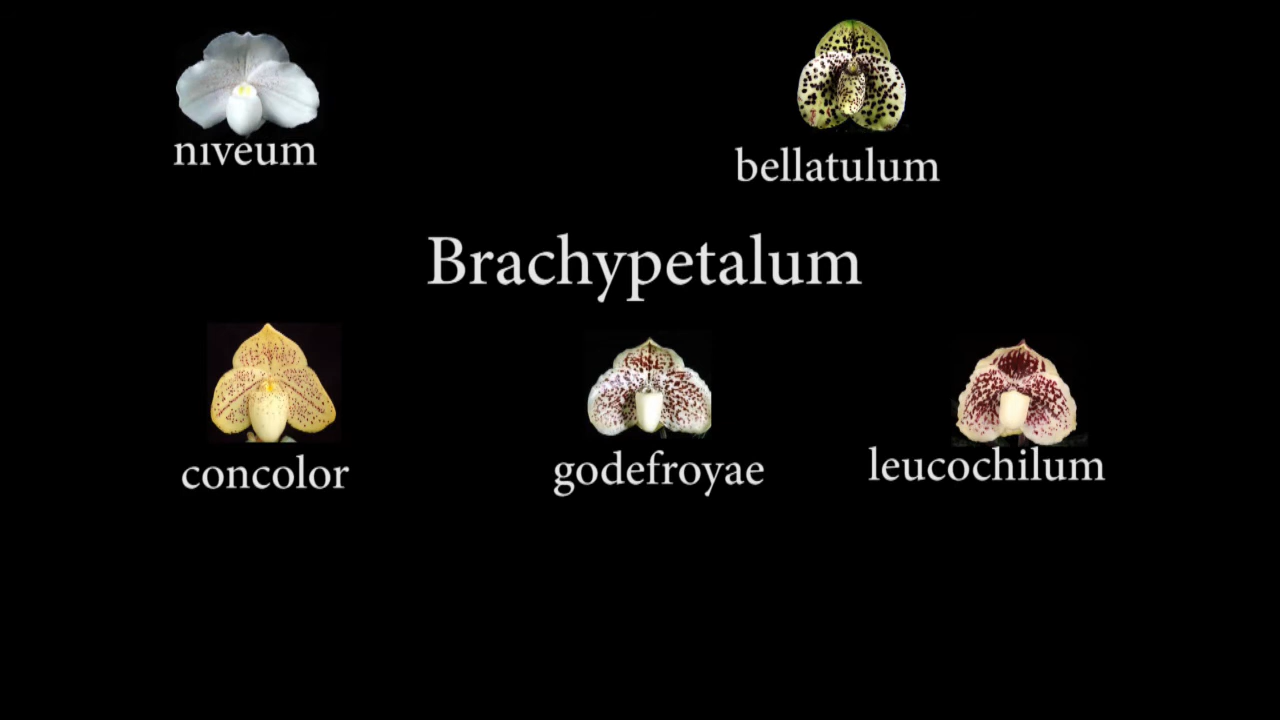 niveum
bellatulum
Brachypetalum
concolor
godefroyae
leucochilum